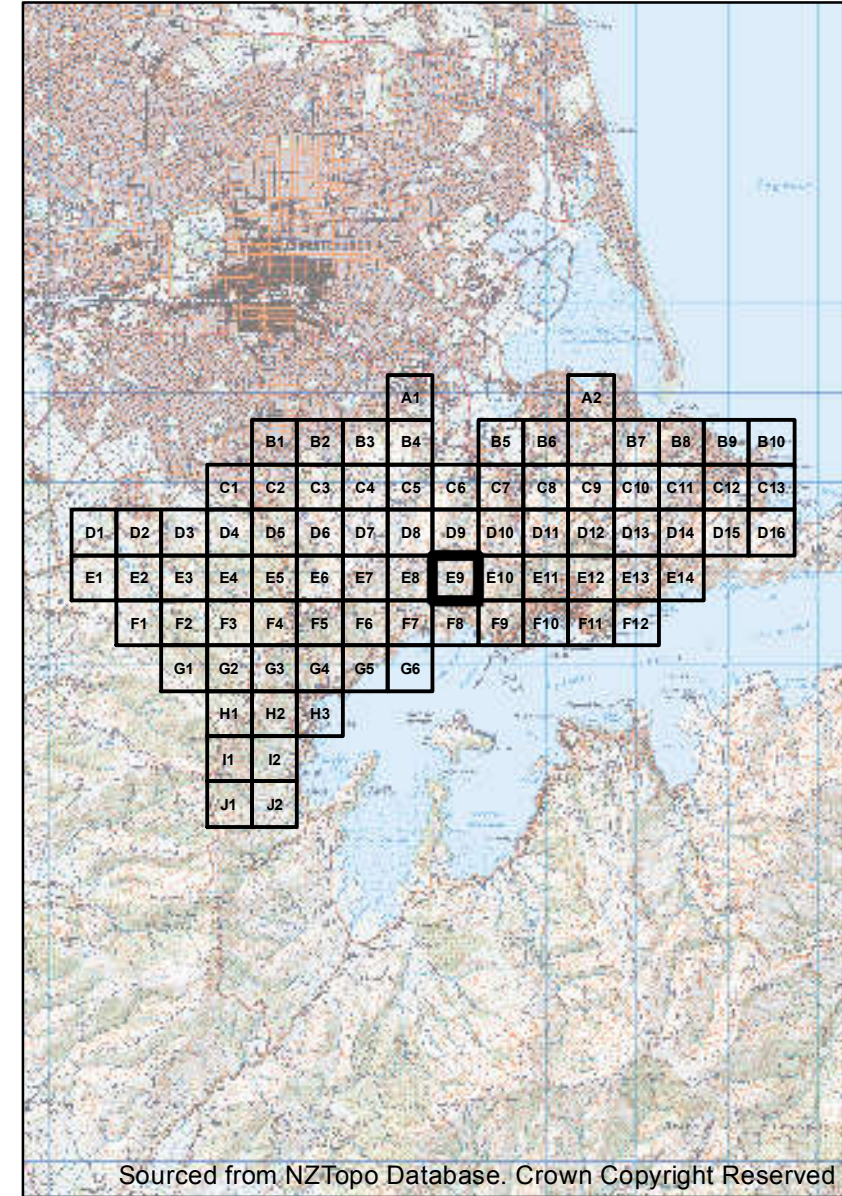 A1 A2
B1 B2 B3 B4 B5 B6 B7 B8 B9 B10
C1 C2 C3 C4 C5 C6 C7 C8 C9 C10 C11 C12 C13
D1 D2 D3 D4 D5 D6 D7 D8 D9 D10 D11 D12 D13 D14 D15 D16
E1 E2 E3 E4 E5 E6 E7 E8 E9 E10 E11 E12 E13 E14
F1 F2 F3 F4 F5 F6 F7 F8 F9 F10 F11 F12
G1 G2 G3 G4 G5 G6
H1 H2 H3
I1 I2
J1 J2
Sourced from NZTopo Database. Crown Copyright Reserved